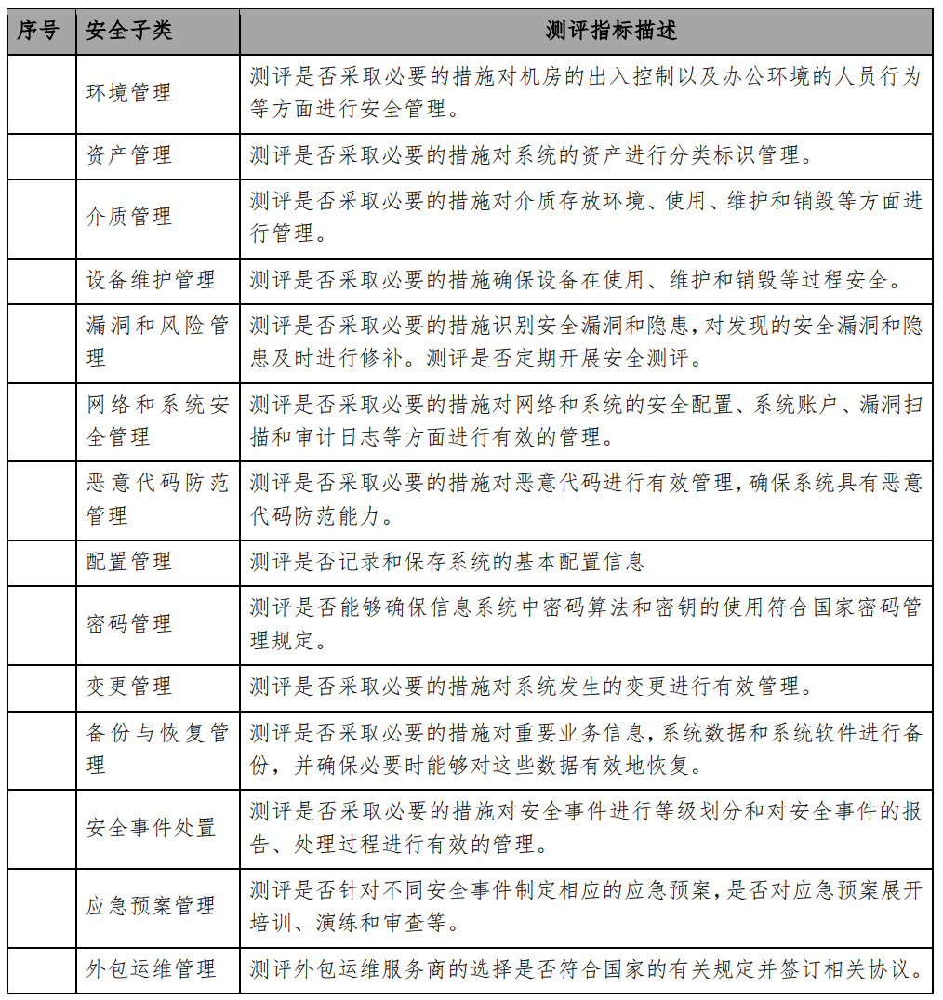 序号 安全子类 测评指标描述
环境管理 测评是否采取必要的措施对机房的出入控制以及办公环境的人员行为
等方面进行安全管理。
资产管理 测评是否采取必要的措施对系统的资产进行分类标识管理。
介质管理 测评是否采取必要的措施对介质存放环境、使用、维护和销毁等方面进
行管理。
设备维护管理 测评是否采取必要的措施确保设备在使用、维护和销毁等过程安全。
漏洞和风险管 测评是否采取必要的措施识别安全漏洞和隐患,对发现的安全漏洞和隐
理 患及时进行修补。测评是否定期开展安全测评。
网络和系统安 测评是否采取必要的措施对网络和系统的安全配置、系统账户、漏洞扫
全管理 描和审计日志等方面进行有效的管理。
恶意代码防范 测评是否采取必要的措施对恶意代码进行有效管理,确保系统具有恶意
管理 代码防范能力。
配置管理 测评是否记录和保存系统的基本配置信息
密码管理 测评是否能够确保信息系统中密码算法和密钥的使用符合国家密码管
理规定。
变更管理 测评是否采取必要的措施对系统发生的变更进行有效管理。
备份与恢复管 测评是否采取必要的措施对重要业务信息,系统数据和系统软件进行备
理 份，并确保必要时能够对这些数据有效地恢复。
安全事件处置 测评是否采取必要的措施对安全事件进行等级划分和对安全事件的报
告、处理过程进行有效的管理。
应急预案管理 测评是否针对不同安全事件制定相应的应急预案,是否对应急预案展开
培训、演练和审查等。
外包运维管理 测评外包运维服务商的选择是否符合国家的有关规定并签订相关协议。